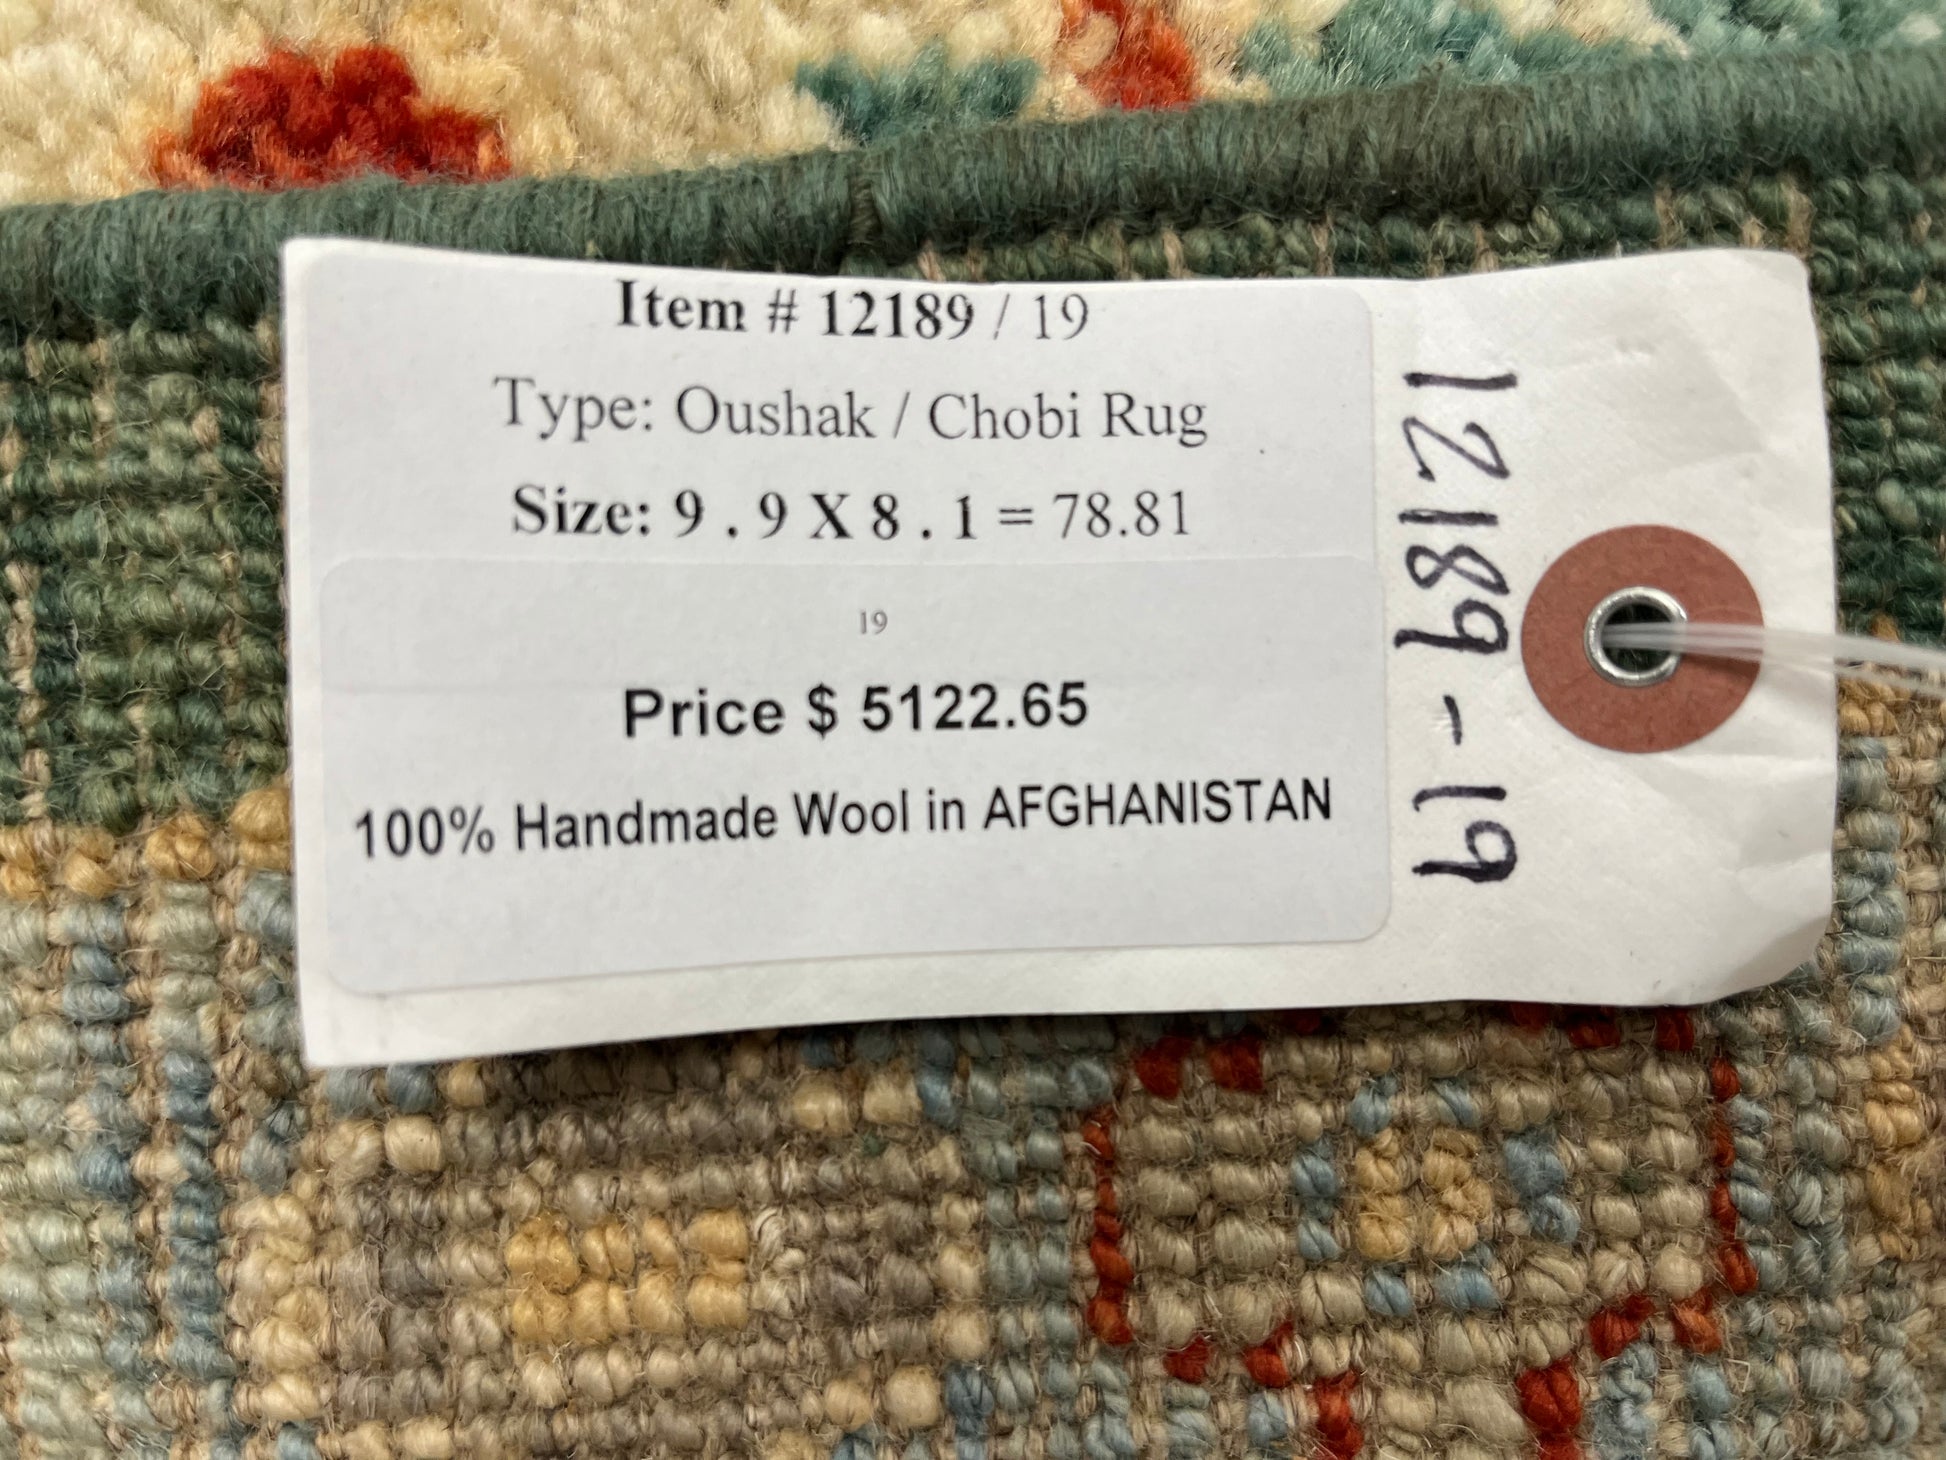 Item # 12189 / 19
Type: Oushak / Chobi Rug
Size: 9 . 9 X 8 . 1 = 78.81
19
Price $ 5122.65
100% Handmade Wool in AFGHANISTAN
12189-19